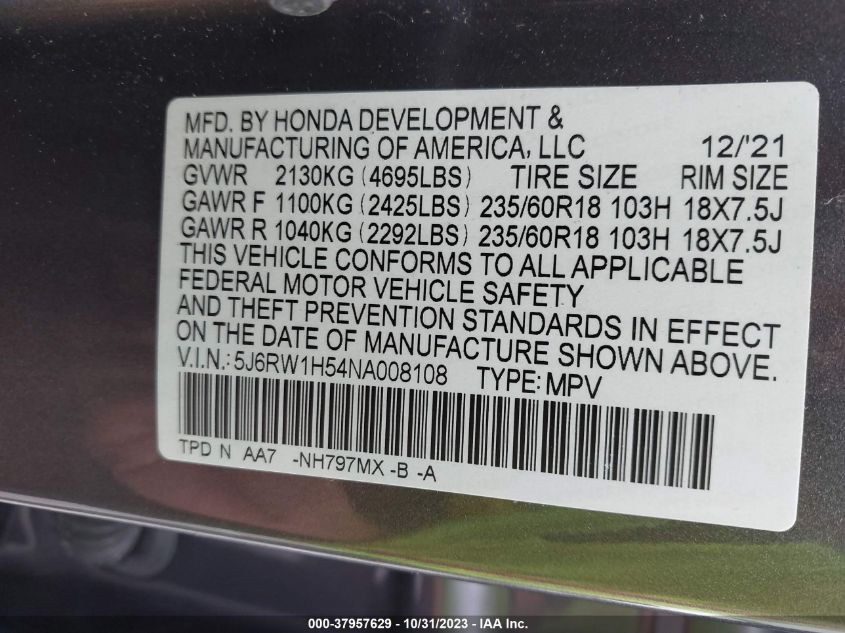 MFD. BY HONDA DEVELOPMENT &
MANUFACTURING OF AMERICA, LLC 12/'21
GVWR 2130KG (4695LBS) TIRE SIZE RIM SIZE
GAWR F 1100KG (2425LBS) 235/60R18 103H 18X7.5J
GAWR R 1040KG (2292LBS) 235/60R18 103H 18X7.5J
THIS VEHICLE CONFORMS TO ALL APPLICABLE
FEDERAL MOTOR VEHICLE SAFETY
AND THEFT PREVENTION STANDARDS IN EFFECT
ON THE DATE OF MANUFACTURE SHOWN ABOVE.
V.I.N.: 5J6RW1H54NA008108 TYPE: MPV
TPD N AA7 -NH797MX -B -A
000-37957629 - 10/31/2023 - IAA Inc.